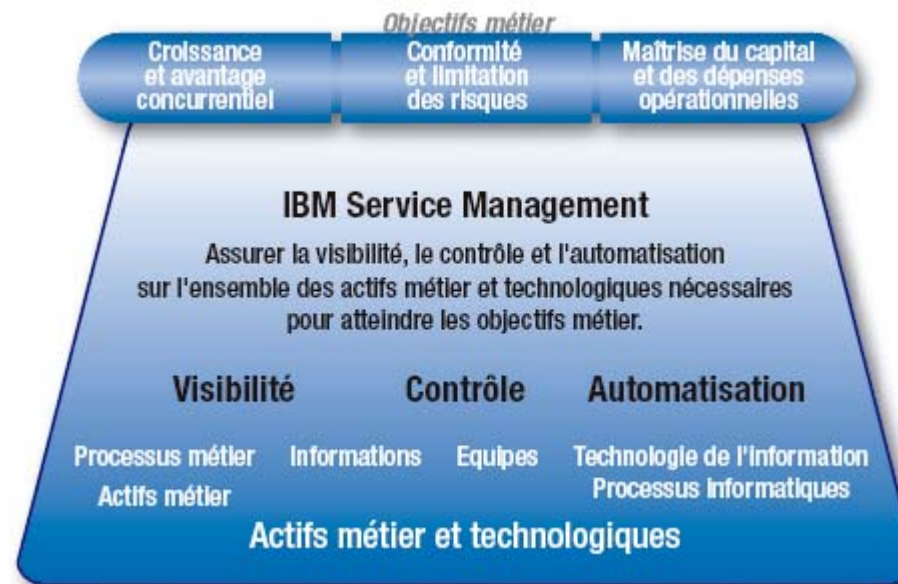 Objectifs métier
Croissance
et avantage
concurrentiel
Conformité
et limitation
des risques
Maîtrise du capital
et des dépenses
opérationnelles
IBM Service Management
Assurer la visibilité, le contrôle et l'automatisation
sur l'ensemble des actifs métier et technologiques nécessaires
pour atteindre les objectifs métier.
Visibilité Contrôle Automatisation
Processus métier Informations Equipes Technologie de l'information
Actifs métier Processus informatiques
Actifs métier et technologiques